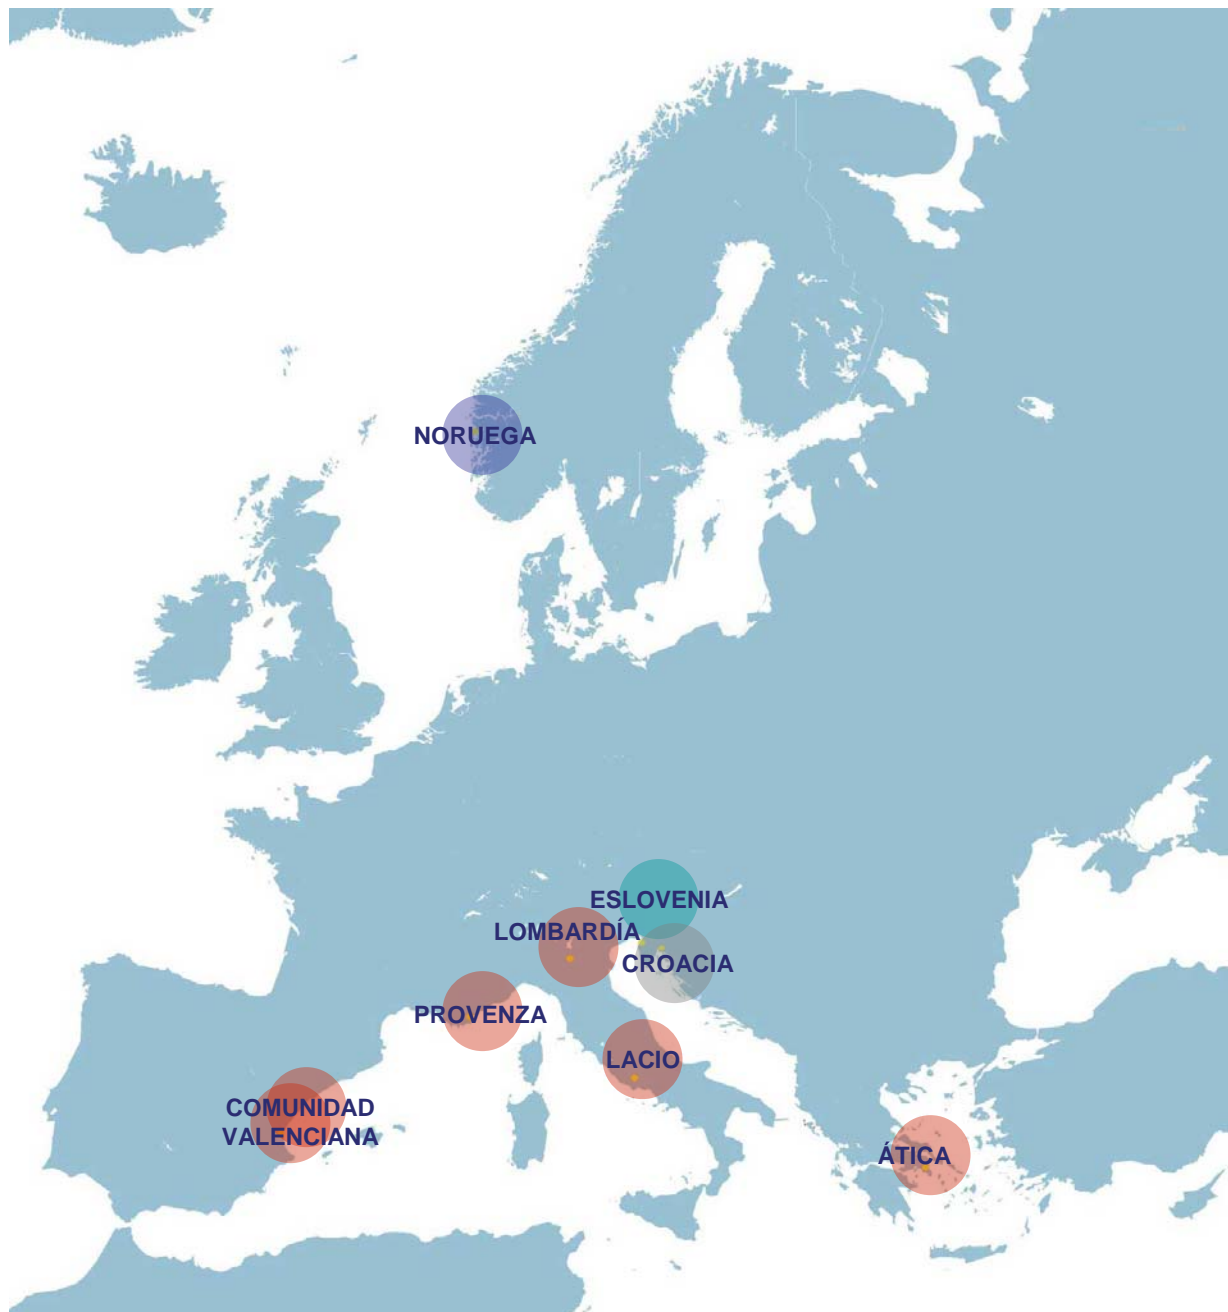 NORUEGA
ESLOVENIA
LOMBARDÍA
CROACIA
PROVENZA
LACIO
COMUNIDAD
VALENCIANA
ÁTICA